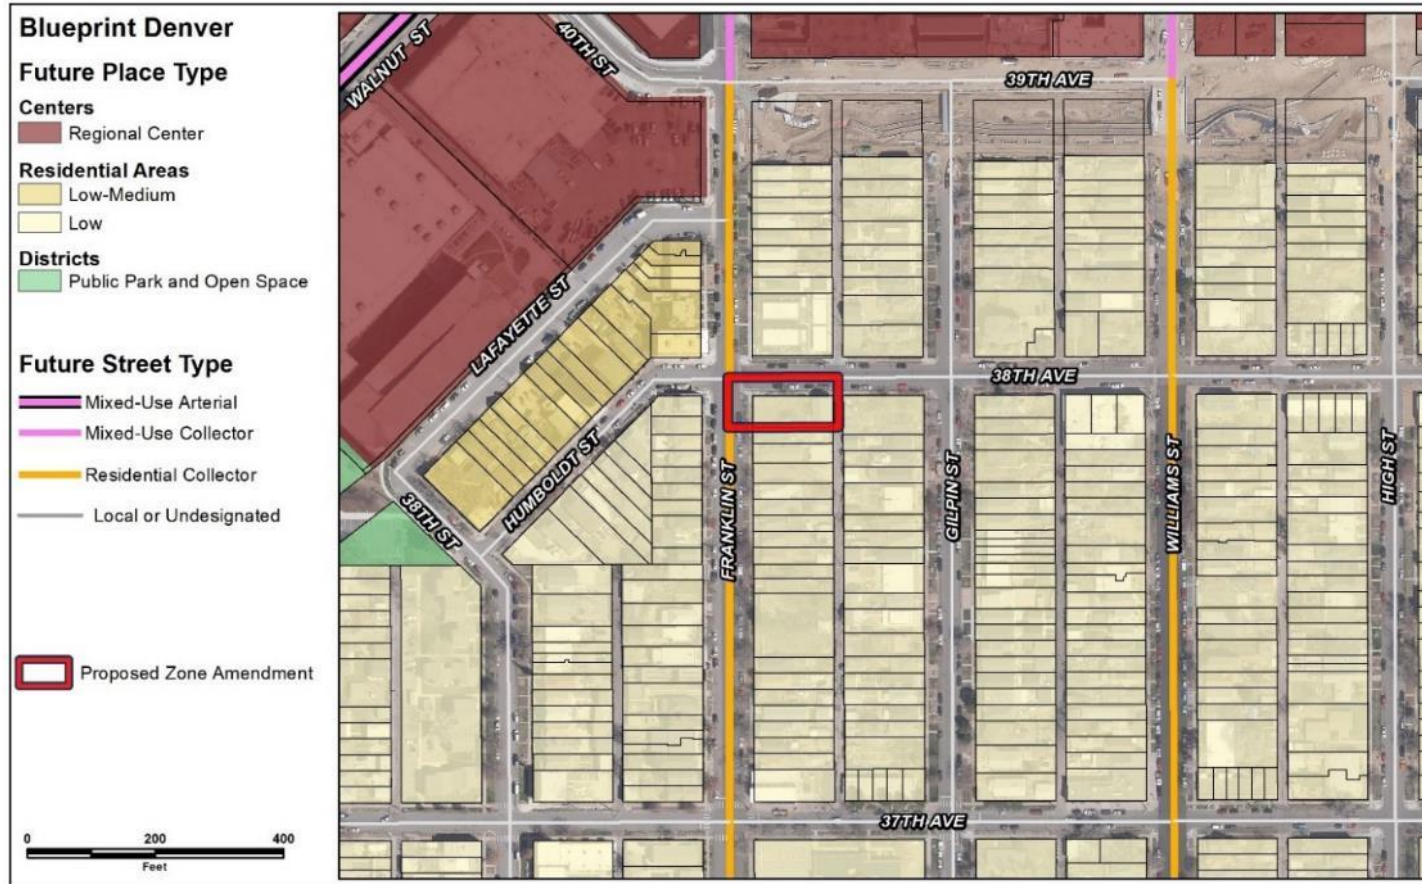 Blueprint Denver
Future Place Type
Centers
Regional Center
Residential Areas
Low-Medium
Low
Districts
Public Park and Open Space
Future Street Type
Mixed-Use Arterial
Mixed-Use Collector
Residential Collector
Local or Undesignated
Proposed Zone Amendment
0 200 400
Feet
WALNUT ST
40TH ST
39TH AVE
LAFAYETTE ST
38TH AVE
HUMBOLDT ST
38TH ST
FRANKLIN ST
GILPIN ST
WILLIAMS ST
HIGH ST
37TH AVE